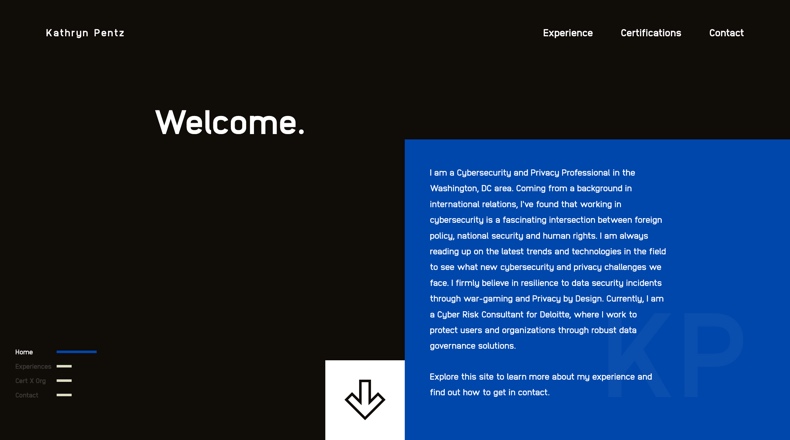 Kathryn Pentz
Experience Certifications Contact
Welcome.
I am a Cybersecurity and Privacy Professional in the
Washington, DC area. Coming from a background in
international relations, I've found that working in
cybersecurity is a fascinating intersection between foreign
policy, national security and human rights. I am always
reading up on the latest trends and technologies in the field
to see what new cybersecurity and privacy challenges we
face. I firmly believe in resilience to data security incidents
through war-gaming and Privacy by Design. Currently, I am
a Cyber Risk Consultant for Deloitte, where I work to
protect users and organizations through robust data
governance solutions.
Explore this site to learn more about my experience and
find out how to get in contact.
KP
Home
Experiences
Cert X Org
Contact